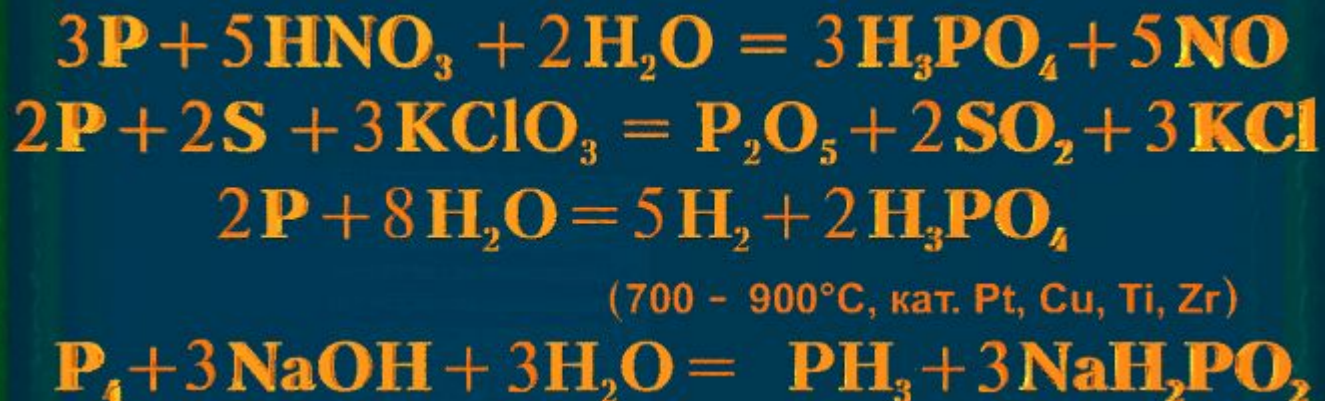 3P+5HNO₃ +2H₂O = 3H₃PO₄+5NO
2P+2S +3KClO₃ = P₂O₅+2SO₂+3KCl
2P+8H₂O=5H₂+2H₃PO₄
(700 - 900°C, кат. Pt, Cu, Ti, Zr)
P₄+3NaOH+3H₂O= PH₃+3NaH₂PO₂